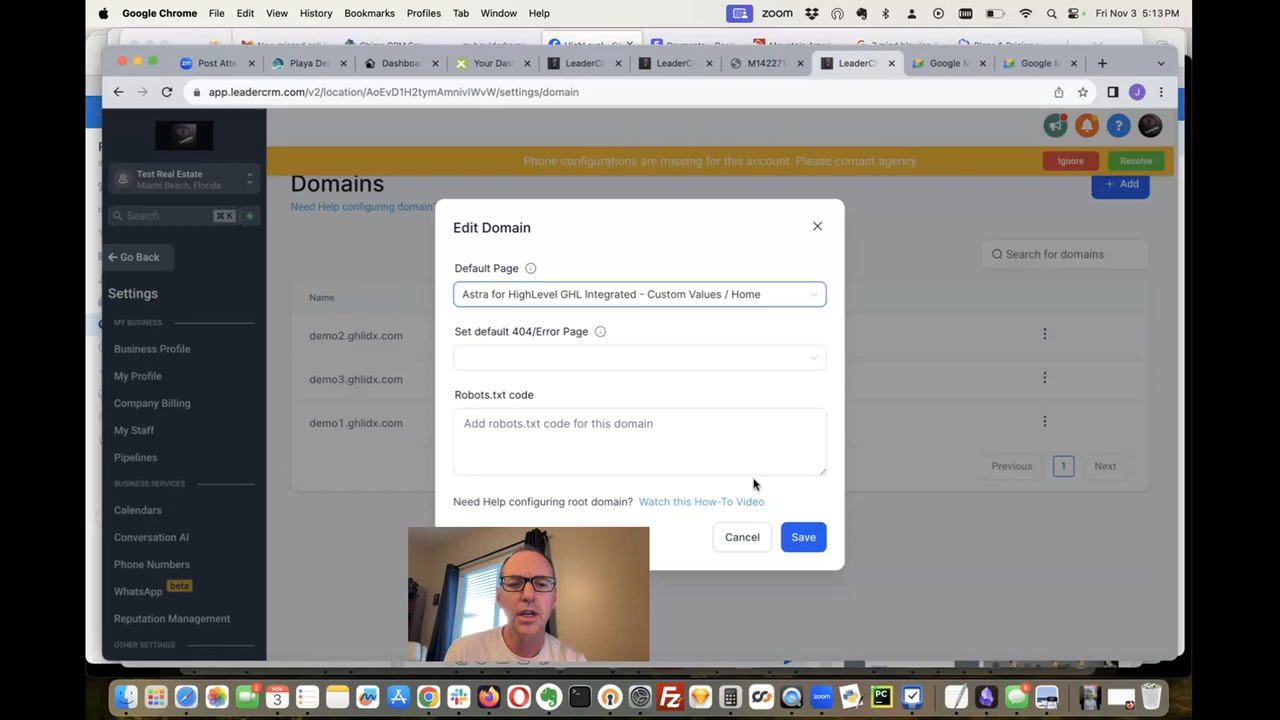 Google Chrome File Edit View History Bookmarks Profiles Tab Window Help zoom Fri Nov 3 5:13 PM
Post Atte Playa De Dashboa Your Das LeaderC LeaderC M142271 LeaderCR Google M Google M
app.leadercrm.com/v2/location/AoEvD1H2tymAmnivIWvW/settings/domain
Phone configurations are missing for this account. Please contact agency Ignore Resolve
Test Real Estate
Miami Beach, Florida
Search ⌘ K
Go Back
Settings
MY BUSINESS
Business Profile
My Profile
Company Billing
My Staff
Pipelines
BUSINESS SERVICES
Calendars
Conversation AI
Phone Numbers
WhatsApp beta
Reputation Management
OTHER SETTINGS
Domains
+ Add
Need Help configuring domain?
Search for domains
Name
demo2.ghlidx.com
demo3.ghlidx.com
demo1.ghlidx.com
Previous 1 Next
Edit Domain
Default Page
Astra for HighLevel GHL Integrated - Custom Values / Home
Set default 404/Error Page
Robots.txt code
Add robots.txt code for this domain
Need Help configuring root domain? Watch this How-To Video
Cancel Save